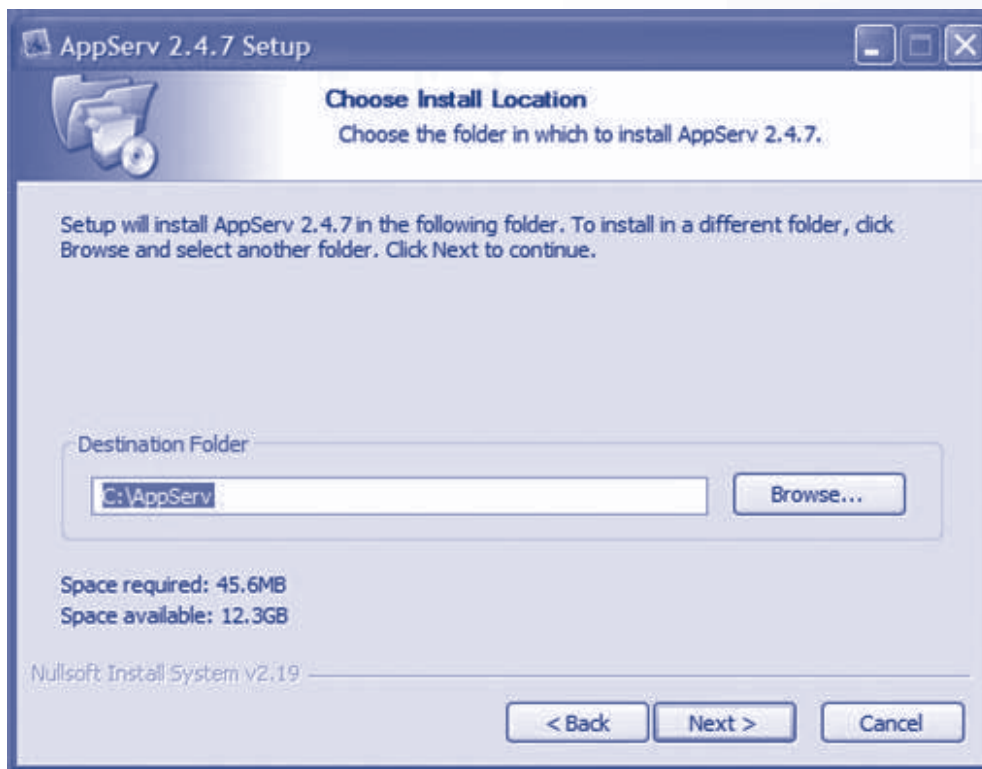 AppServ 2.4.7 Setup
Choose Install Location
Choose the folder in which to install AppServ 2.4.7.
Setup will install AppServ 2.4.7 in the following folder. To install in a different folder, click
Browse and select another folder. Click Next to continue.
Destination Folder
C:\AppServ
Browse...
Space required: 45.6MB
Space available: 12.3GB
Nullsoft Install System v2.19
< Back Next > Cancel